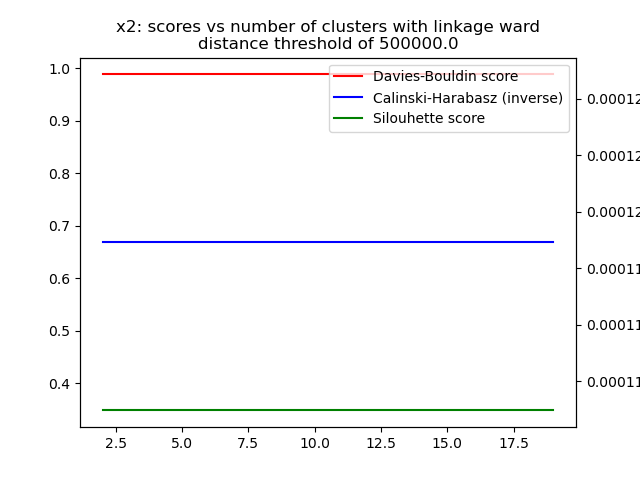 x2: scores vs number of clusters with linkage ward
distance threshold of 500000.0
Davies-Bouldin score
Calinski-Harabasz (inverse)
Silouhette score
1.0
0.9
0.8
0.7
0.6
0.5
0.4
0.00012
0.00012
0.00012
0.00011
0.00011
0.00011
2.5 5.0 7.5 10.0 12.5 15.0 17.5